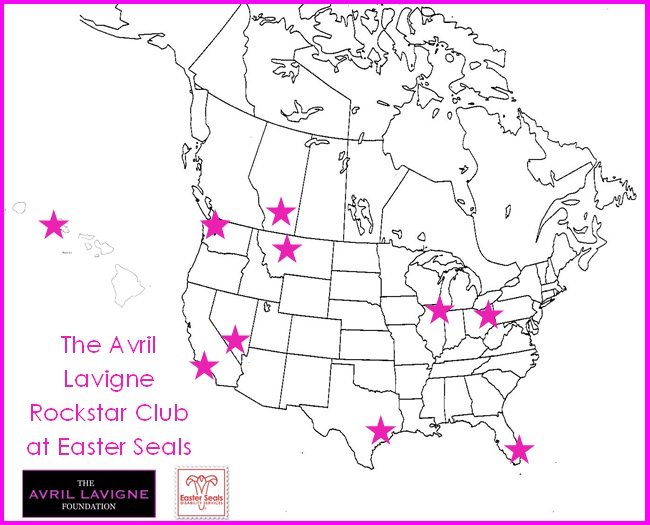 The Avril
Lavigne
Rockstar Club
at Easter Seals
THE
AVRIL LAVIGNE
FOUNDATION
Easter Seals
DISABILITY SERVICES